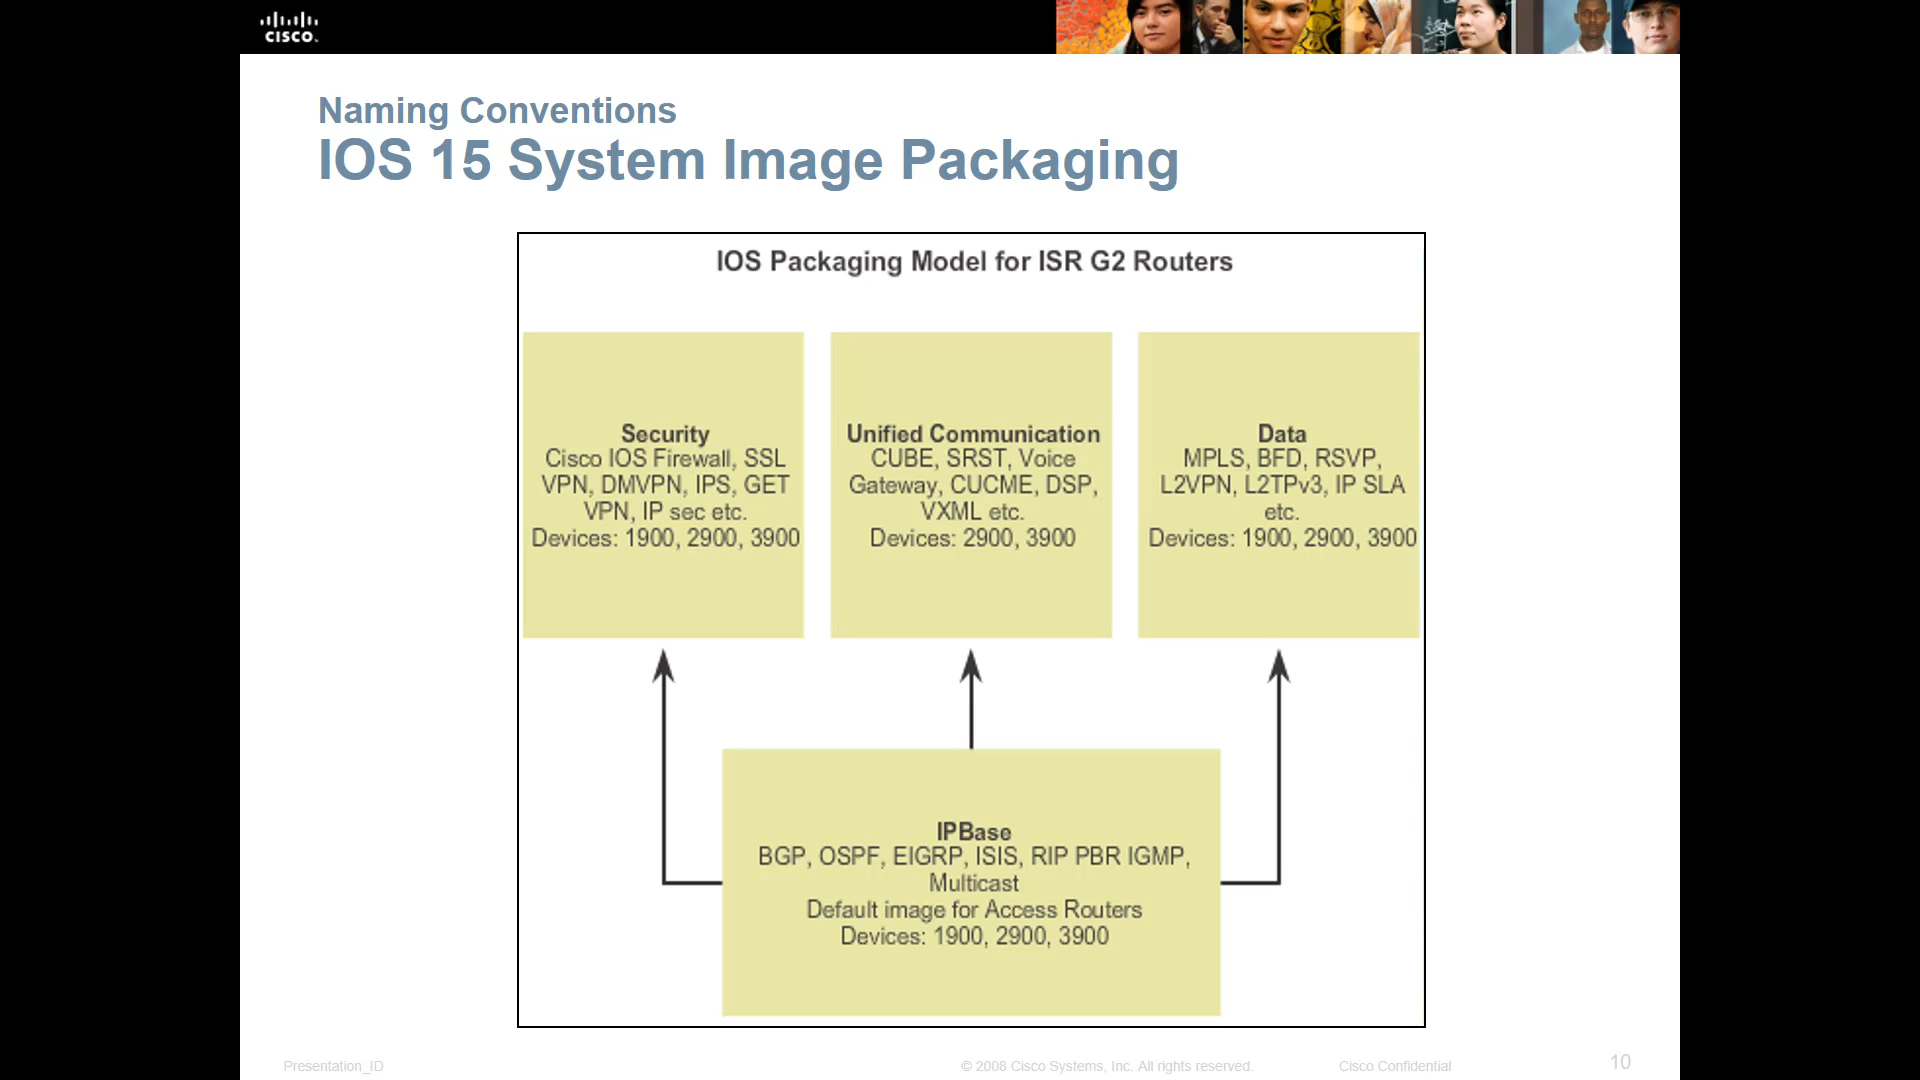 CISCO.
Naming Conventions
IOS 15 System Image Packaging
IOS Packaging Model for ISR G2 Routers
Security
Cisco IOS Firewall, SSL
VPN, DMVPN, IPS, GET
VPN, IP sec etc.
Devices: 1900, 2900, 3900
Unified Communication
CUBE, SRST, Voice
Gateway, CUCME, DSP,
VXML etc.
Devices: 2900, 3900
Data
MPLS, BFD, RSVP,
L2VPN, L2TPv3, IP SLA
etc.
Devices: 1900, 2900, 3900
IPBase
BGP, OSPF, EIGRP, ISIS, RIP PBR IGMP,
Multicast
Default image for Access Routers
Devices: 1900, 2900, 3900
Presentation_ID
© 2008 Cisco Systems, Inc. All rights reserved.
Cisco Confidential
10